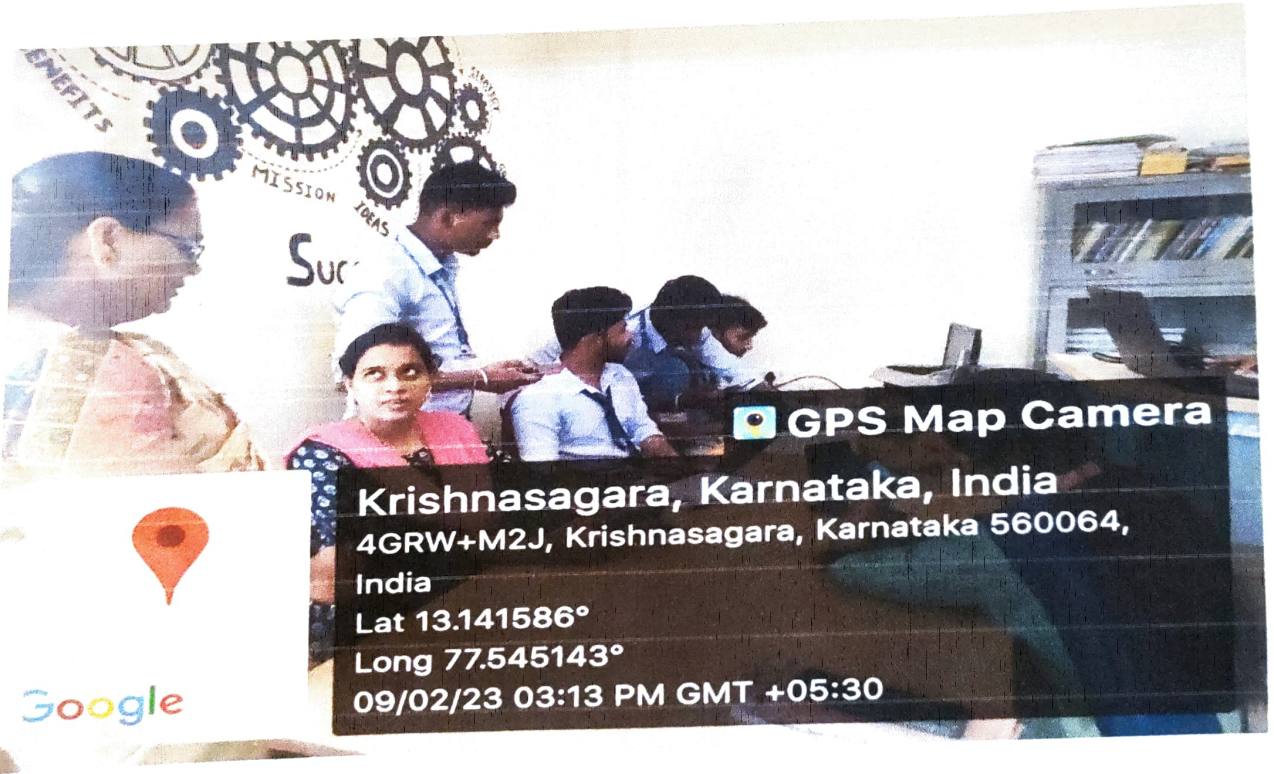 BENEFITS
MISSION
IDEAS
Suc
GPS Map Camera
Krishnasagara, Karnataka, India
4GRW+M2J, Krishnasagara, Karnataka 560064,
India
Lat 13.141586°
Long 77.545143°
09/02/23 03:13 PM GMT +05:30
Google